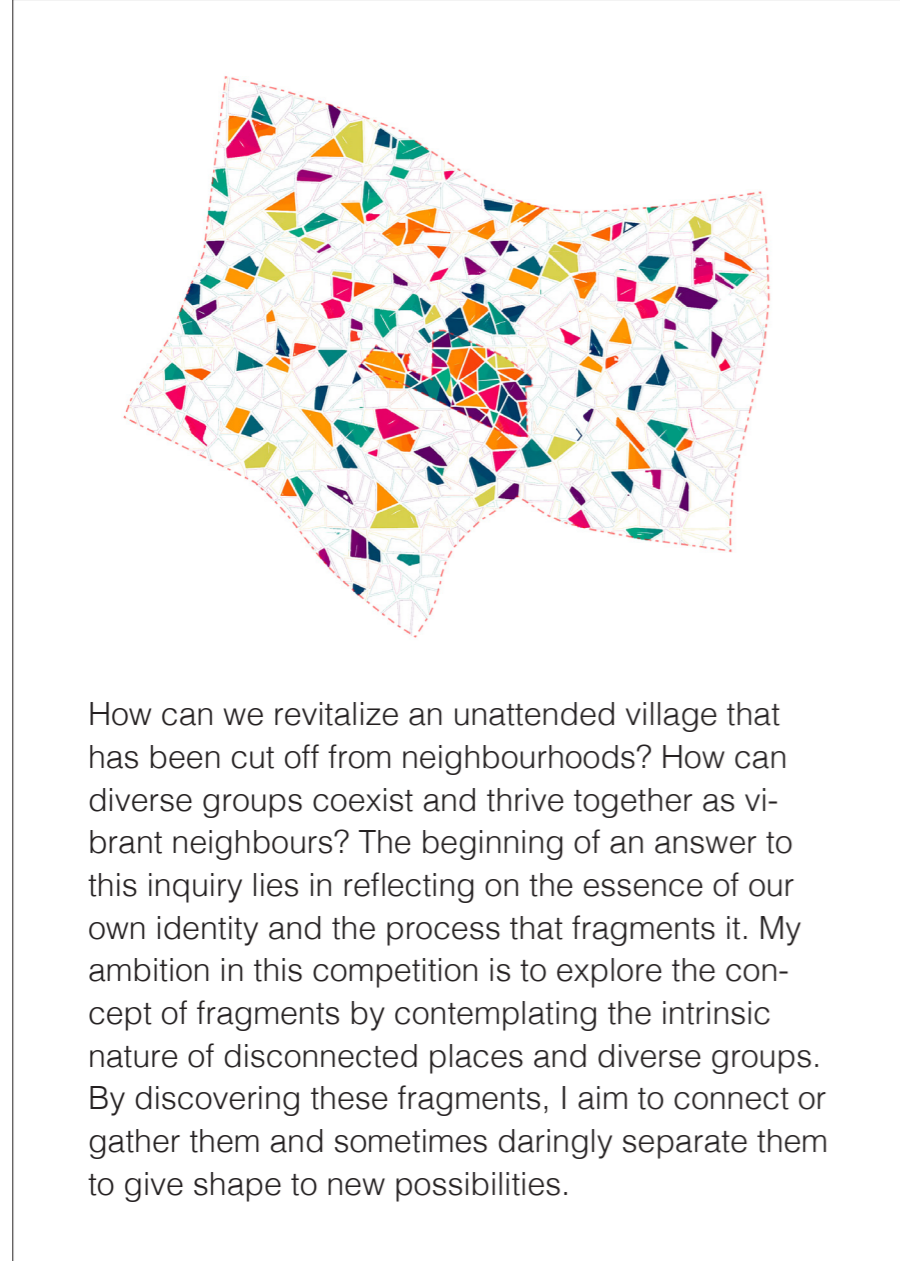 How can we revitalize an unattended village that
has been cut off from neighbourhoods? How can
diverse groups coexist and thrive together as vi-
brant neighbours? The beginning of an answer to
this inquiry lies in reflecting on the essence of our
own identity and the process that fragments it. My
ambition in this competition is to explore the con-
cept of fragments by contemplating the intrinsic
nature of disconnected places and diverse groups.
By discovering these fragments, I aim to connect or
gather them and sometimes daringly separate them
to give shape to new possibilities.